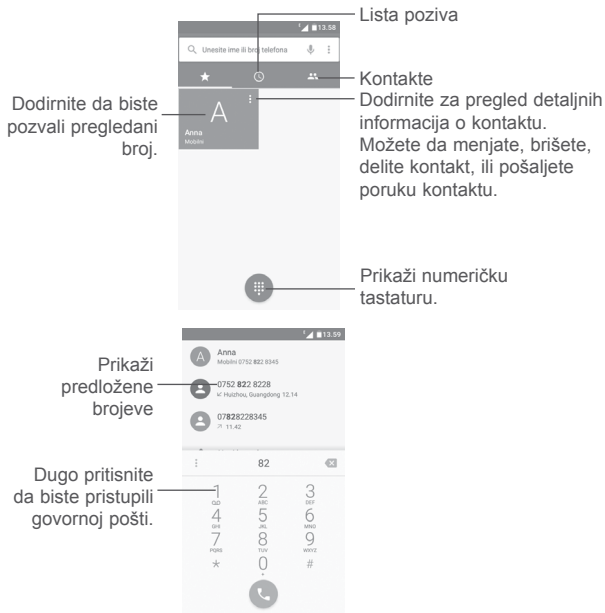 Lista poziva
13.58
Unesite ime ili broj telefona
Kontakte
Dodirnite da biste
pozvali pregledani
broj.
A
Anna
Mobilni
Dodirnite za pregled detaljnih
informacija o kontaktu.
Možete da menjate, brišete,
delite kontakt, ili pošaljete
poruku kontaktu.
Prikaži numeričku
tastaturu.
13.59
A
Anna
Mobilni 0752 822 8345
Prikaži
predložene
brojeve
0752 822 8228
Huizhou, Guangdong 12.14
07828228345
11.42
82
Dugo pritisnite
da biste pristupili
govornoj pošti.
1 2 3
ABC DEF
4 5 6
GHI JKL MNO
7 8 9
PQRS TUV WXYZ
* 0 #
+